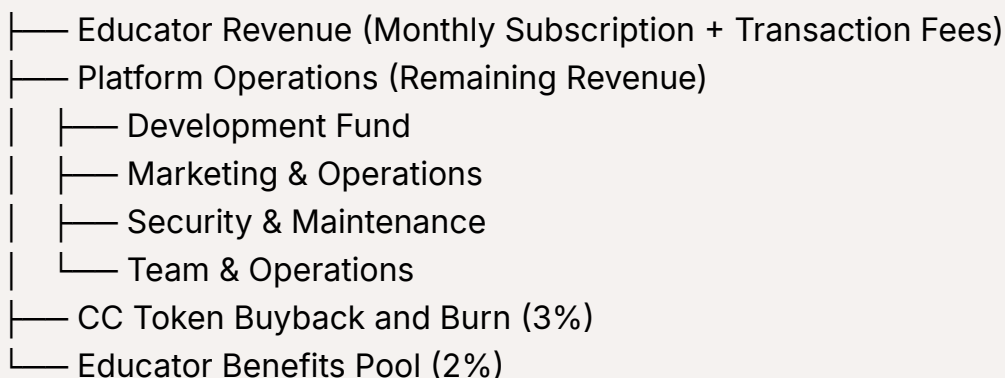 ├── Educator Revenue (Monthly Subscription + Transaction Fees)
├── Platform Operations (Remaining Revenue)
│   ├── Development Fund
│   ├── Marketing & Operations
│   ├── Security & Maintenance
│   └── Team & Operations
├── CC Token Buyback and Burn (3%)
└── Educator Benefits Pool (2%)